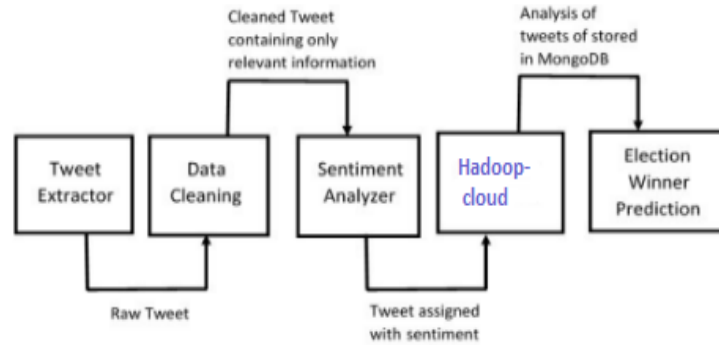 Cleaned Tweet
containing only
relevant information
Analysis of
tweets of stored
in MongoDB
Tweet
Extractor
Data
Cleaning
Sentiment
Analyzer
Hadoop-
cloud
Election
Winner
Prediction
Raw Tweet
Tweet assigned
with sentiment